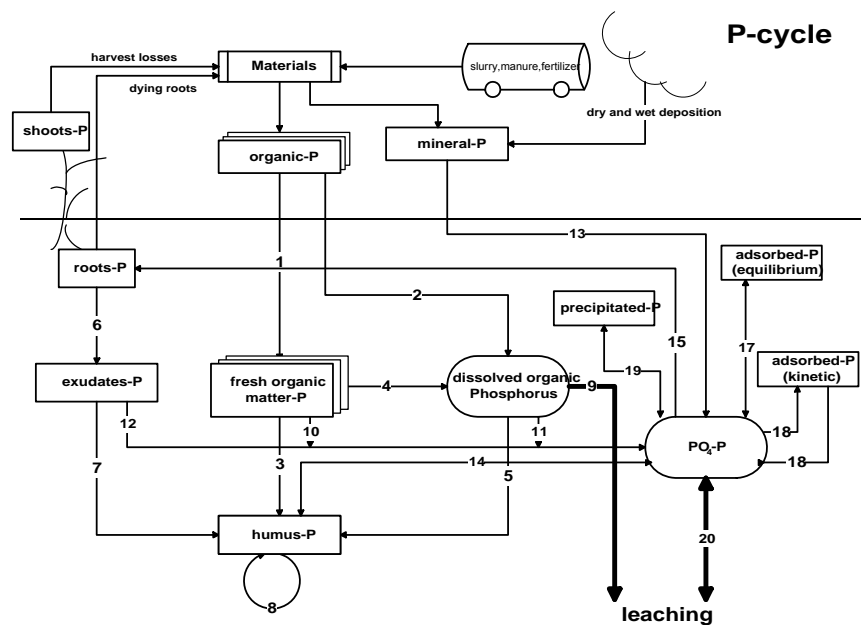 P-cycle
harvest losses
Materials
slurry,manure,fertilizer
dying roots
dry and wet deposition
shoots-P
organic-P
mineral-P
13
roots-P
1
adsorbed-P
(equilibrium)
2
precipitated-P
6
15
17
19
exudates-P
fresh organic
matter-P
4
dissolved organic
Phosphorus
9
adsorbed-P
(kinetic)
12
10
11
18
PO4-P
7
3
14
5
18
humus-P
20
8
leaching